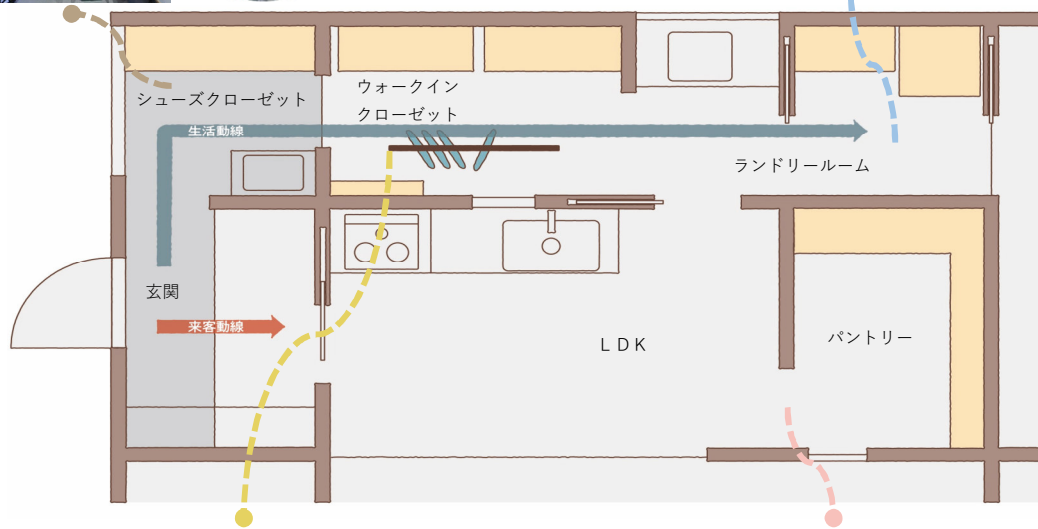 シューズクローゼット
ウォークイン
クローゼット
生活動線
ランドリールーム
玄関
来客動線
ＬＤＫ
パントリー